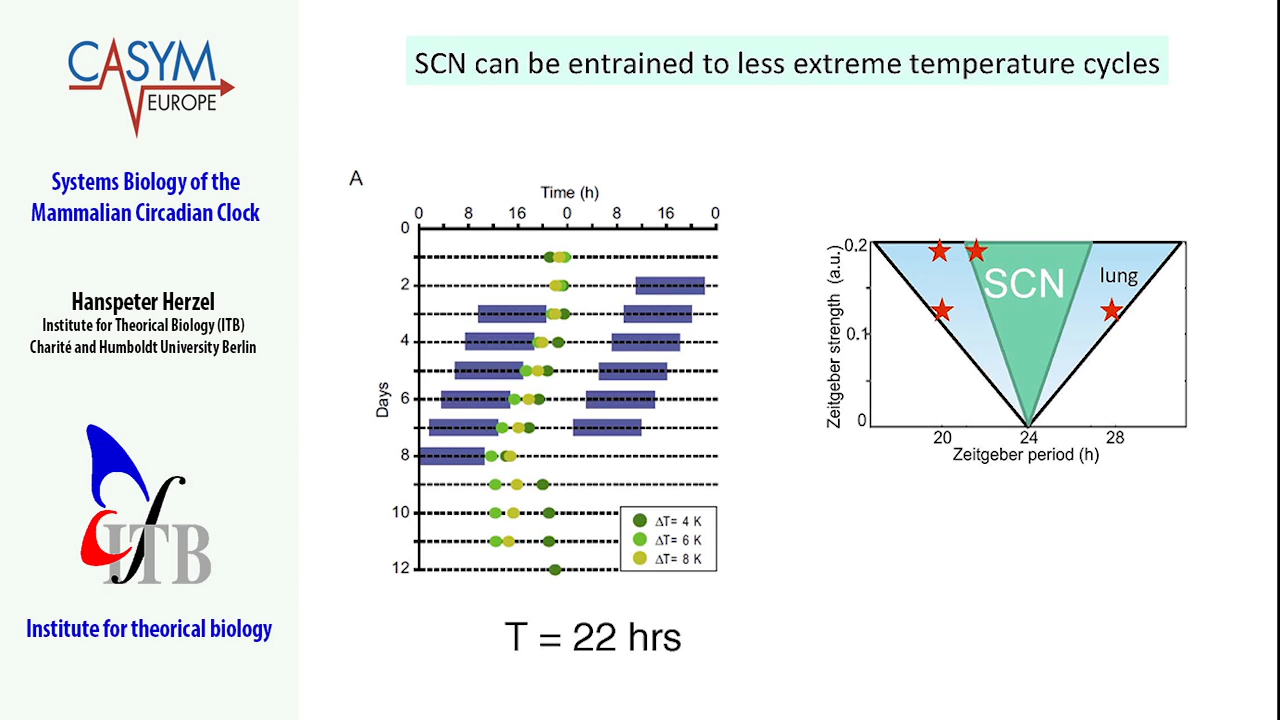 CASYM
EUROPE
Systems Biology of the
Mammalian Circadian Clock
Hanspeter Herzel
Institute for Theorical Biology (ITB)
Charité and Humboldt University Berlin
ITB
Institute for theorical biology
SCN can be entrained to less extreme temperature cycles
A
Time (h)
0 8 16 0 8 16 0
Days
0
2
4
6
8
10
12
ΔT= 4 K
ΔT= 6 K
ΔT= 8 K
T = 22 hrs
Zeitgeber strength (a.u.)
0.2
0.1
0
SCN
lung
20 24 28
Zeitgeber period (h)